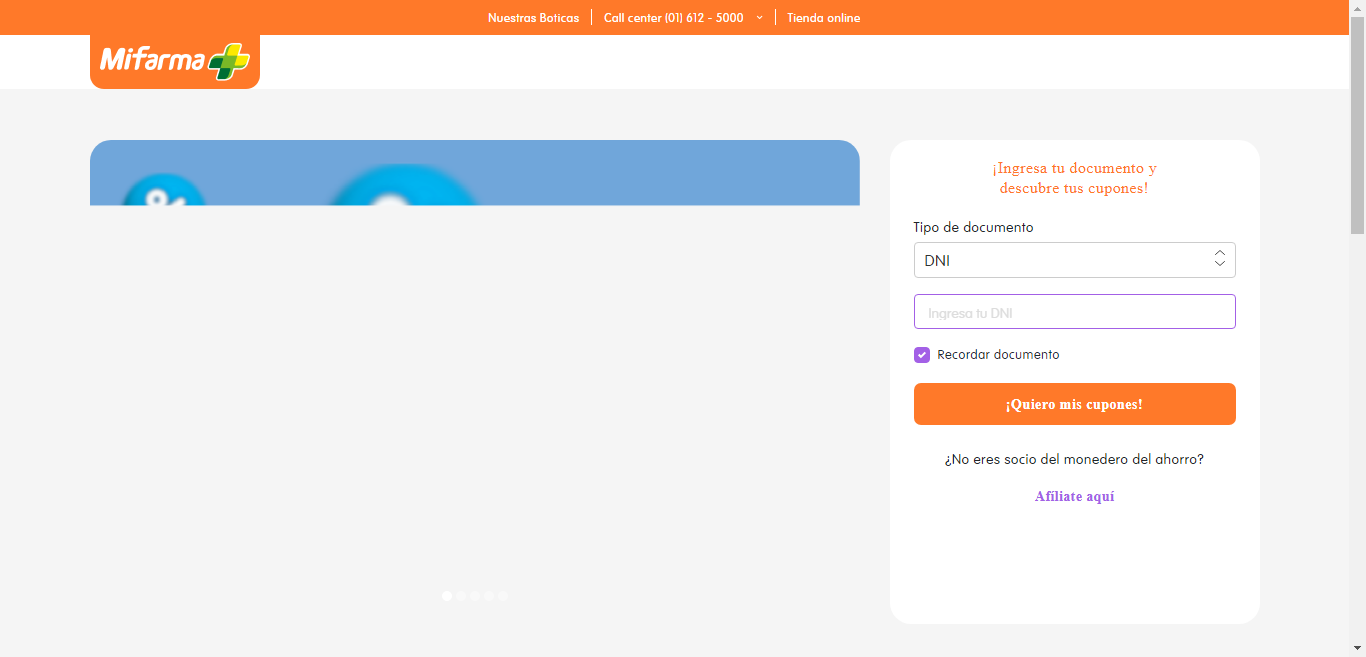 Nuestras Boticas
Call center (01) 612 - 5000
Tienda online
Mifarma
¡Ingresa tu documento y
descubre tus cupones!
Tipo de documento
DNI
Ingresa tu DNI
Recordar documento
¡Quiero mis cupones!
¿No eres socio del monedero del ahorro?
Afíliate aquí